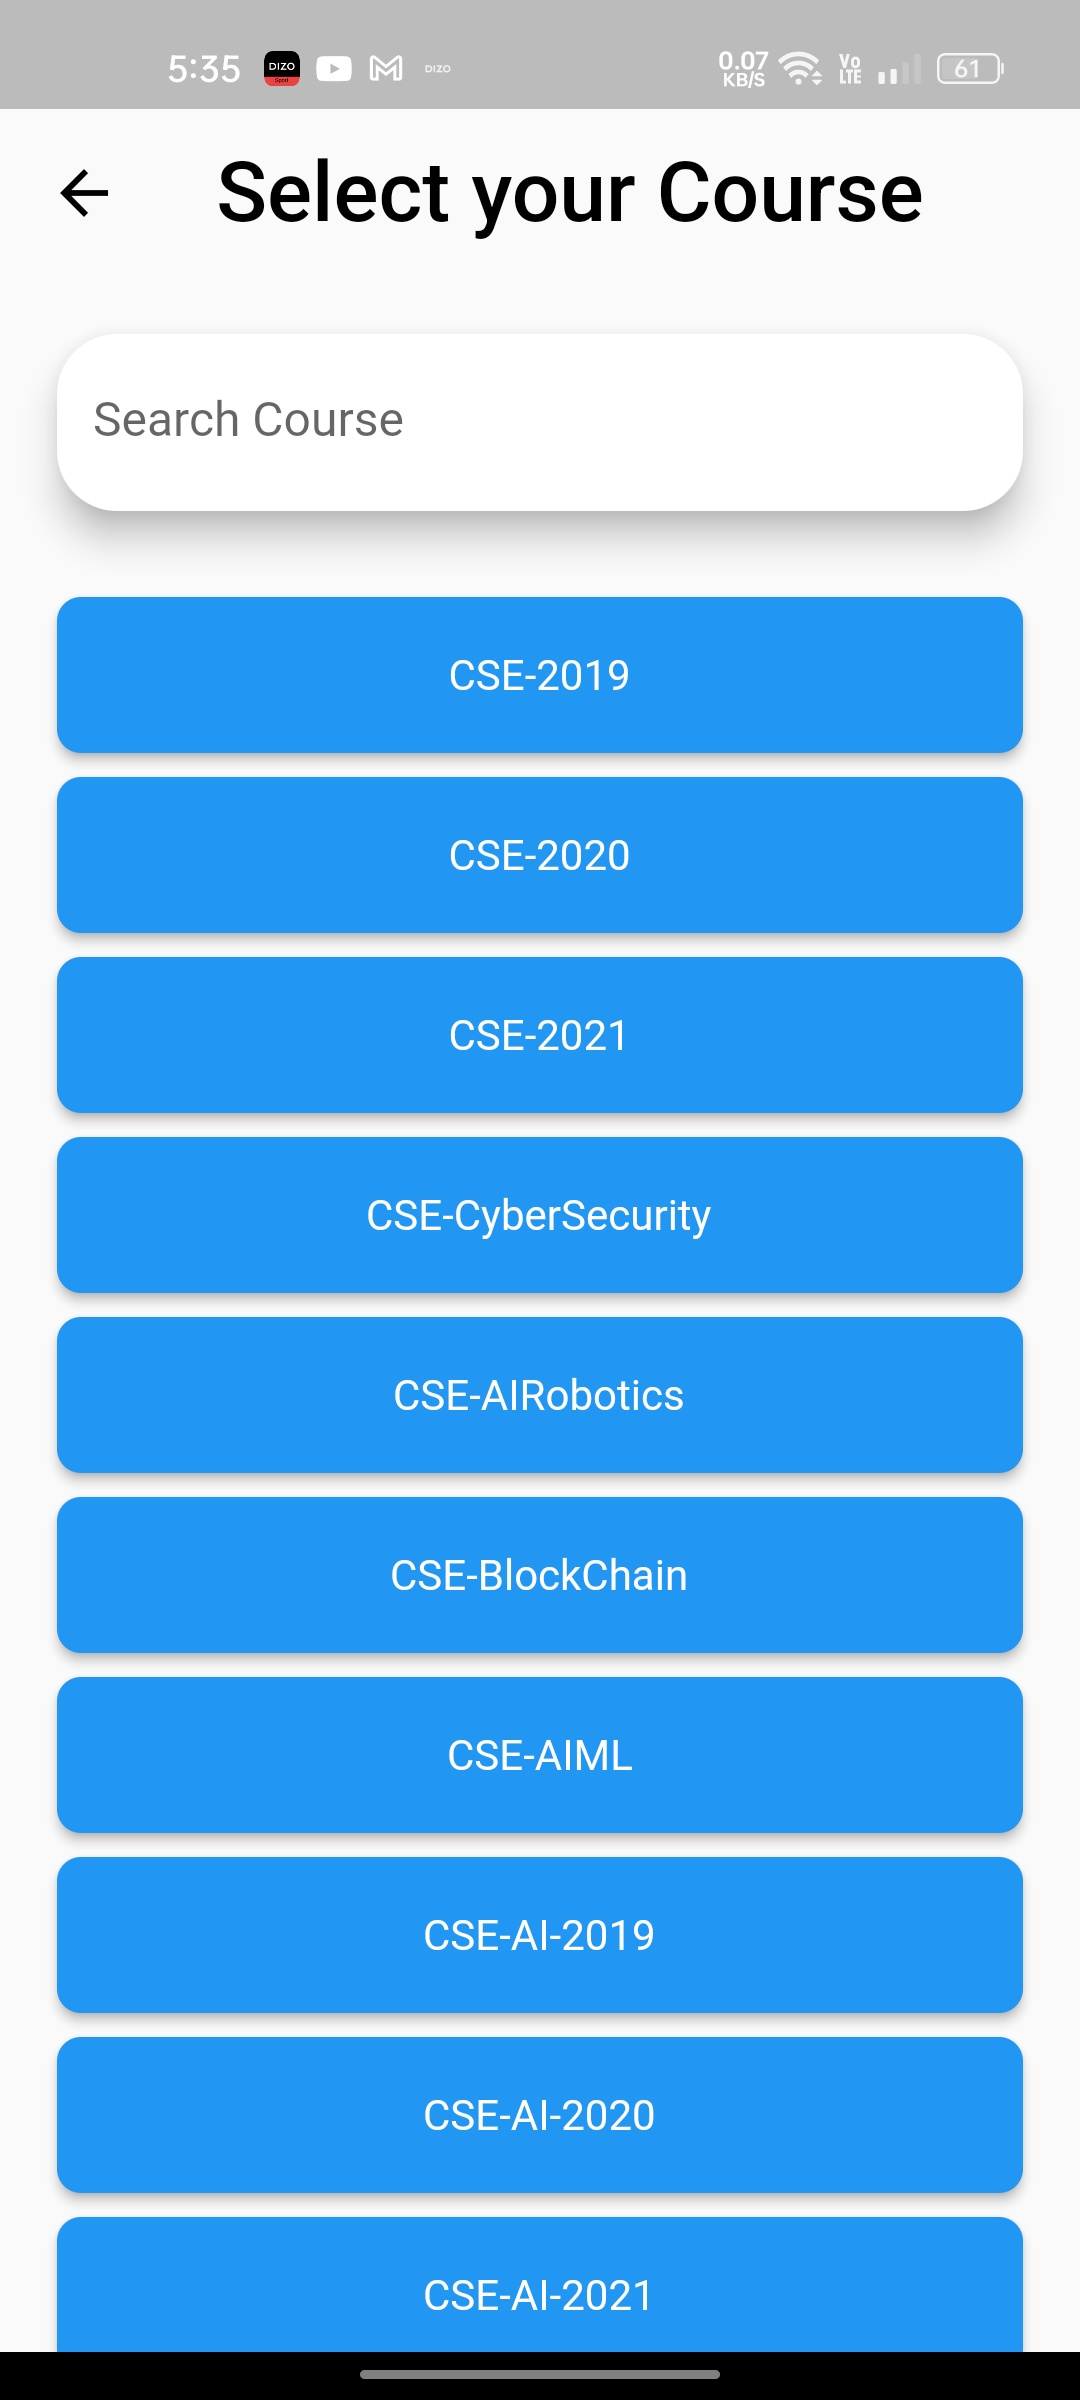 5:35 DIZO Sport DIZO 0.07 KB/S Vo LTE 61
Select your Course
Search Course
CSE-2019
CSE-2020
CSE-2021
CSE-CyberSecurity
CSE-AIRobotics
CSE-BlockChain
CSE-AIML
CSE-AI-2019
CSE-AI-2020
CSE-AI-2021